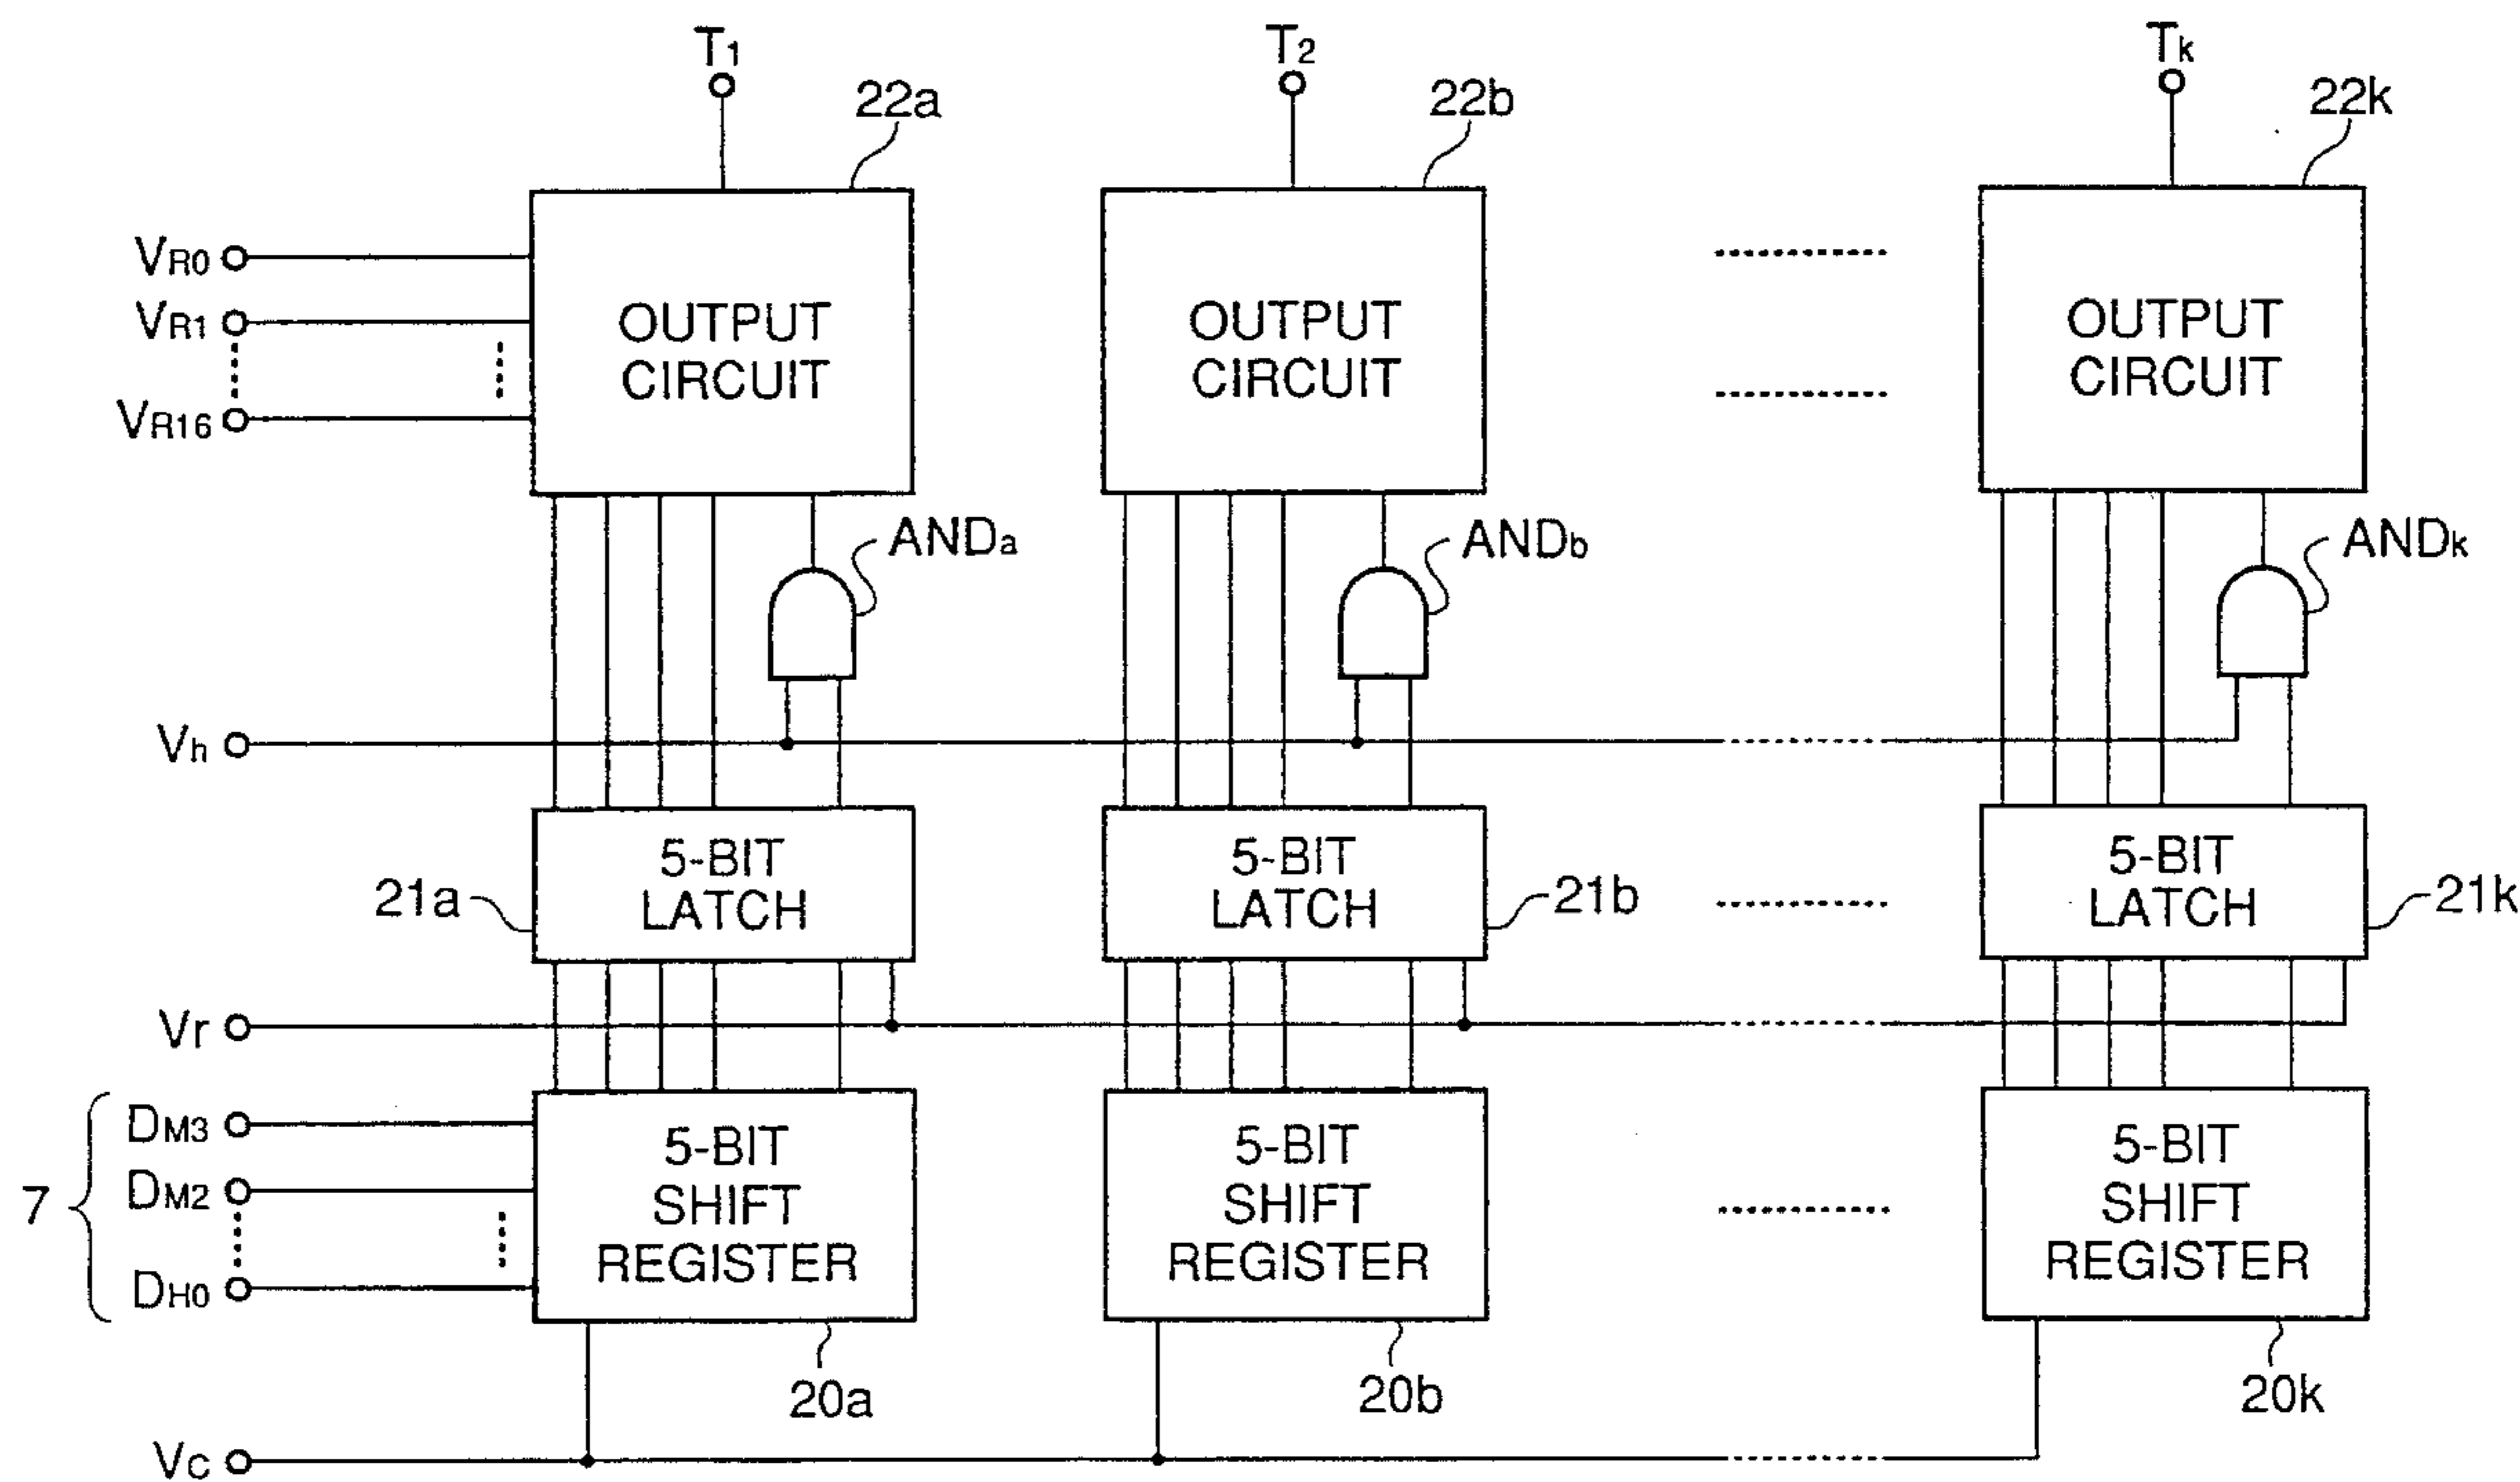 T1 T2 Tk
22a 22b 22k
VR0
VR1
VR16
OUTPUT CIRCUIT
OUTPUT CIRCUIT
OUTPUT CIRCUIT
ANDa ANDb ANDk
Vh
5-BIT LATCH
5-BIT LATCH
5-BIT LATCH
21a 21b 21k
Vr
7
DM3
DM2
DH0
5-BIT SHIFT REGISTER
5-BIT SHIFT REGISTER
5-BIT SHIFT REGISTER
20a 20b 20k
Vc